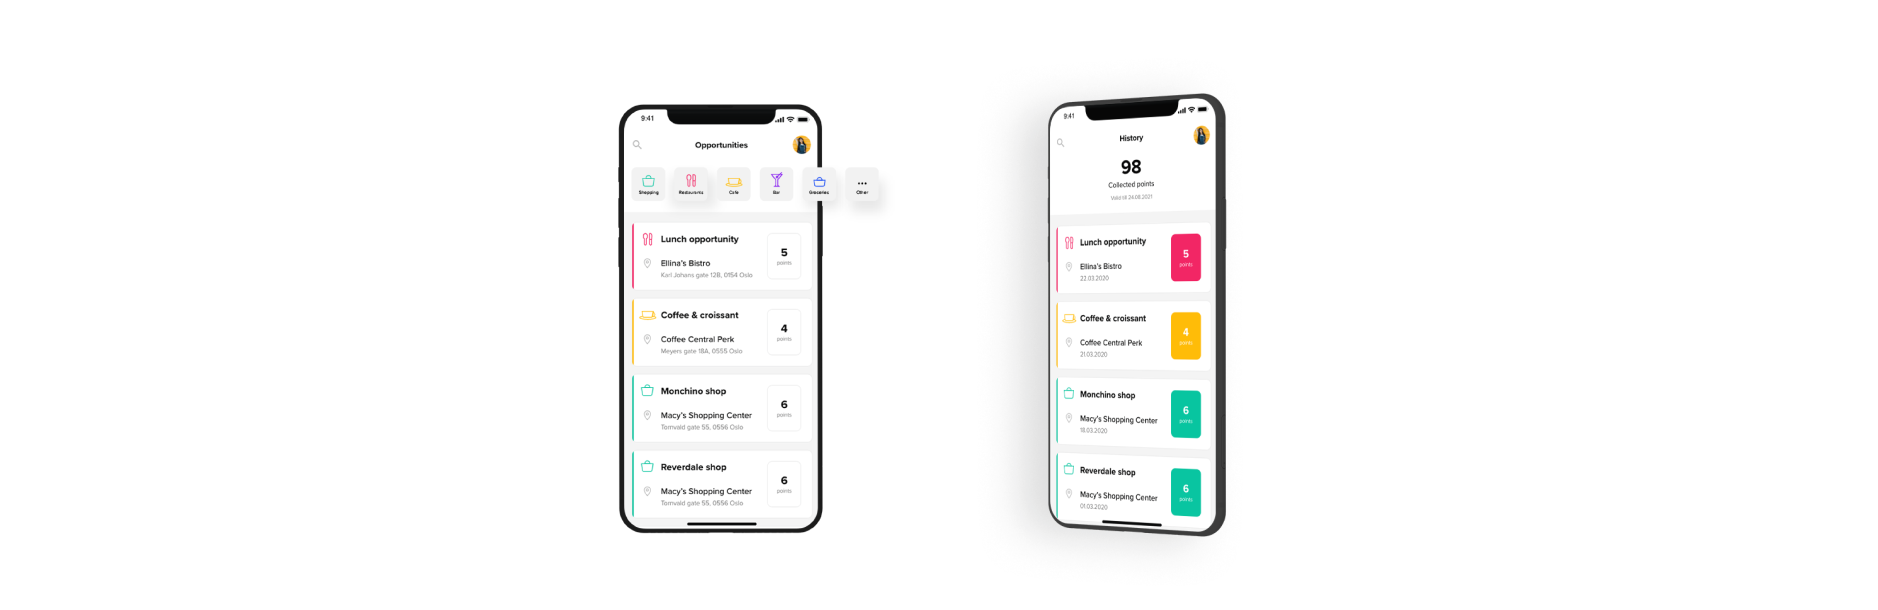 9:41
Opportunities
Shopping
Restaurants
Cafe
Bar
Groceries
Other
Lunch opportunity
Ellina's Bistro
Karl Johans gate 12B, 0154 Oslo
5
points
Coffee & croissant
Coffee Central Perk
Meyers gate 18A, 0555 Oslo
4
points
Monchino shop
Macy's Shopping Center
Tornvald gate 55, 0556 Oslo
6
points
Reverdale shop
Macy's Shopping Center
Tornvald gate 55, 0556 Oslo
6
points
9:41
History
98
Collected points
Valid till 24.06.2021
Lunch opportunity
Ellina's Bistro
22.03.2020
5
points
Coffee & croissant
Coffee Central Perk
21.03.2020
4
points
Monchino shop
Macy's Shopping Center
18.03.2020
6
points
Reverdale shop
Macy's Shopping Center
01.03.2020
6
points